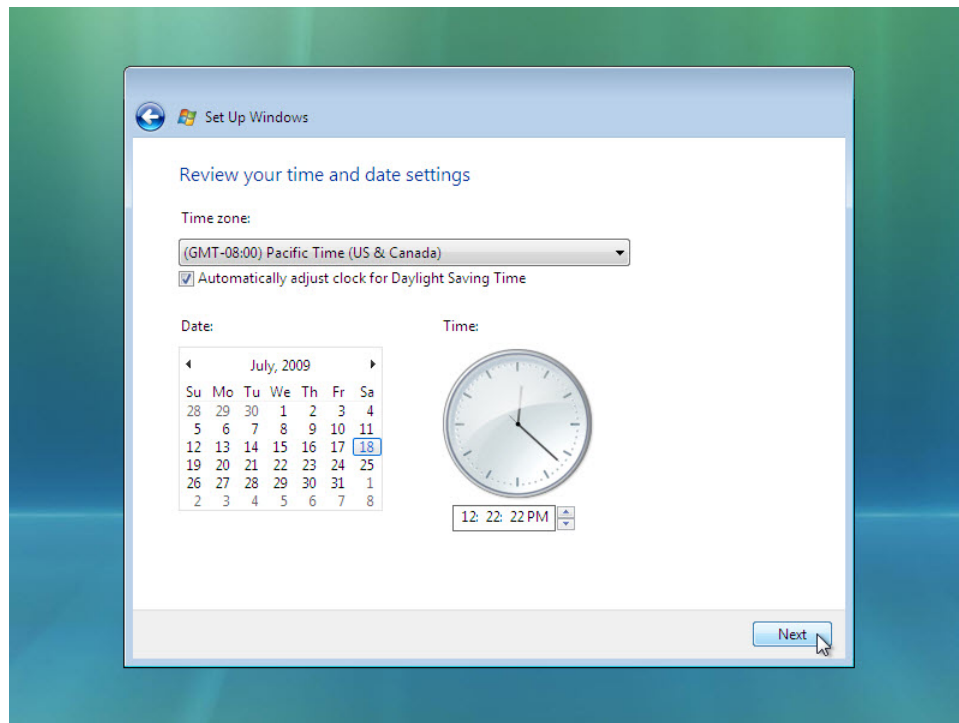 Set Up Windows
Review your time and date settings
Time zone:
(GMT-08:00) Pacific Time (US & Canada)
Automatically adjust clock for Daylight Saving Time
Date:
July, 2009
Su Mo Tu We Th Fr Sa
28 29 30 1 2 3 4
5 6 7 8 9 10 11
12 13 14 15 16 17 18
19 20 21 22 23 24 25
26 27 28 29 30 31 1
2 3 4 5 6 7 8
Time:
12: 22: 22 PM
Next